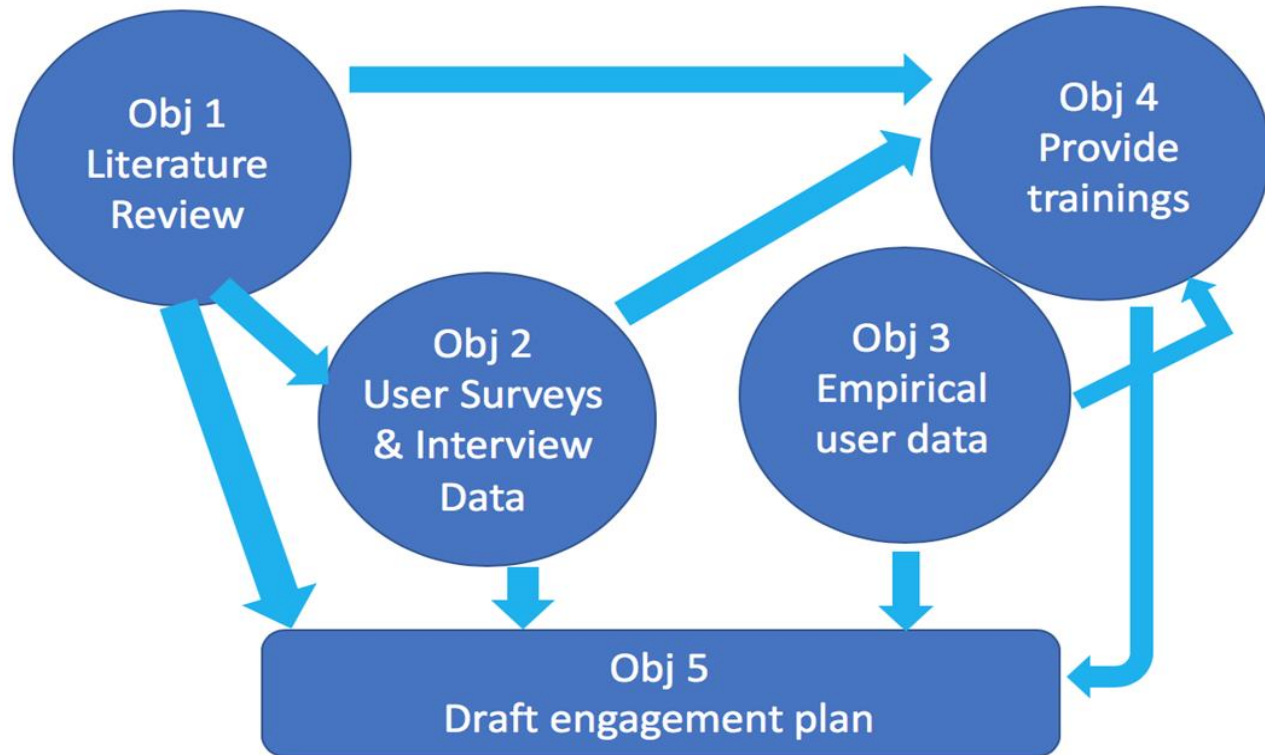 Obj 1
Literature
Review
Obj 4
Provide
trainings
Obj 2
User Surveys
& Interview
Data
Obj 3
Empirical
user data
Obj 5
Draft engagement plan